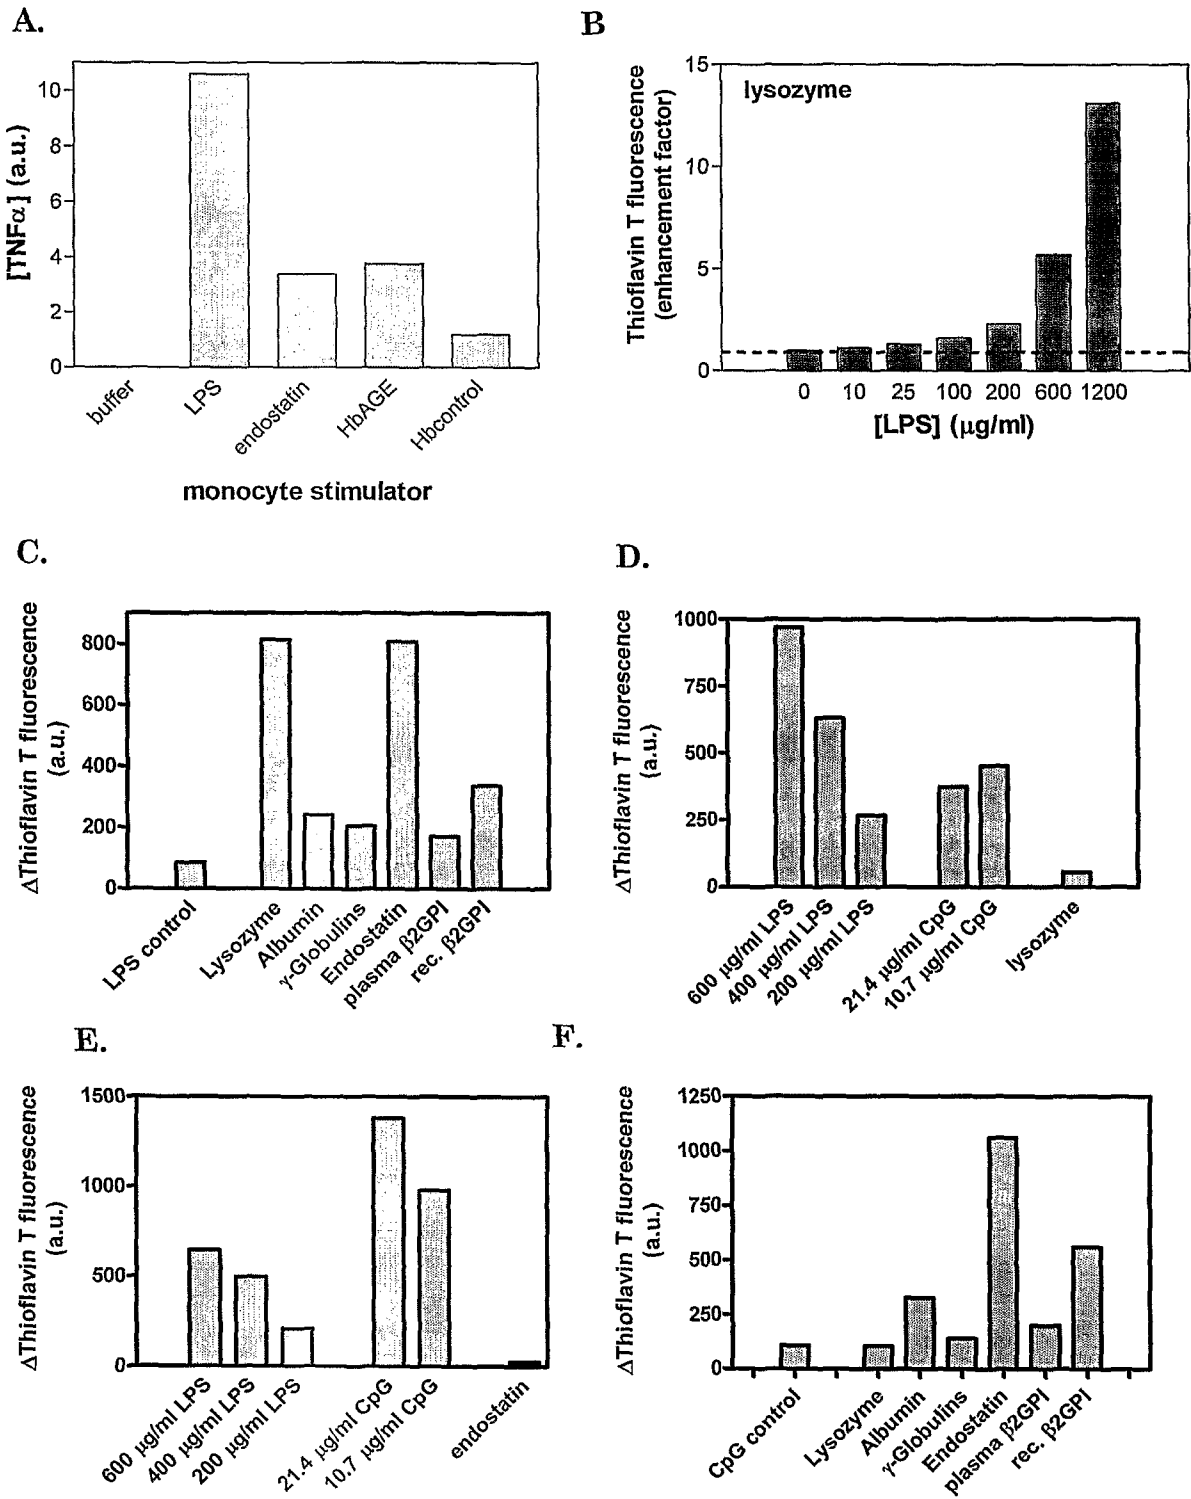 A.
[TNFα] (a.u.)
10
8
6
4
2
0
buffer
LPS
endostatin
HbAGE
Hbcontrol
monocyte stimulator
B
Thioflavin T fluorescence
(enhancement factor)
15
10
5
0
lysozyme
0 10 25 100 200 600 1200
[LPS] (μg/ml)
C.
ΔThioflavin T fluorescence
(a.u.)
800
600
400
200
0
LPS control
Lysozyme
Albumin
γ-Globulins
Endostatin
plasma β2GPI
rec. β2GPI
D.
ΔThioflavin T fluorescence
(a.u.)
1000
750
500
250
0
600 μg/ml LPS
400 μg/ml LPS
200 μg/ml LPS
21.4 μg/ml CpG
10.7 μg/ml CpG
lysozyme
E.
ΔThioflavin T fluorescence
(a.u.)
1500
1000
500
0
600 μg/ml LPS
400 μg/ml LPS
200 μg/ml LPS
21.4 μg/ml CpG
10.7 μg/ml CpG
endostatin
F.
ΔThioflavin T fluorescence
(a.u.)
1250
1000
750
500
250
0
CpG control
Lysozyme
Albumin
γ-Globulins
Endostatin
plasma β2GPI
rec. β2GPI